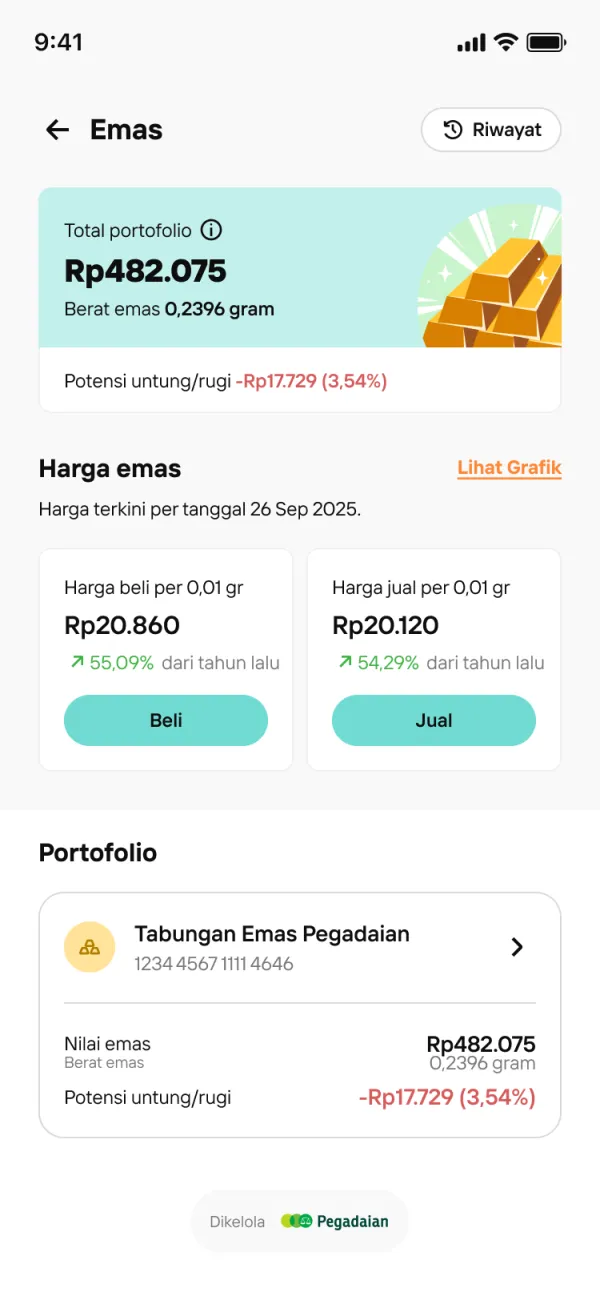 9:41
Emas
Riwayat
Total portofolio
Rp482.075
Berat emas 0,2396 gram
Potensi untung/rugi -Rp17.729 (3,54%)
Harga emas
Lihat Grafik
Harga terkini per tanggal 26 Sep 2025.
Harga beli per 0,01 gr
Rp20.860
55,09% dari tahun lalu
Beli
Harga jual per 0,01 gr
Rp20.120
54,29% dari tahun lalu
Jual
Portofolio
Tabungan Emas Pegadaian
1234 4567 1111 4646
Nilai emas Rp482.075
Berat emas 0,2396 gram
Potensi untung/rugi -Rp17.729 (3,54%)
Dikelola Pegadaian